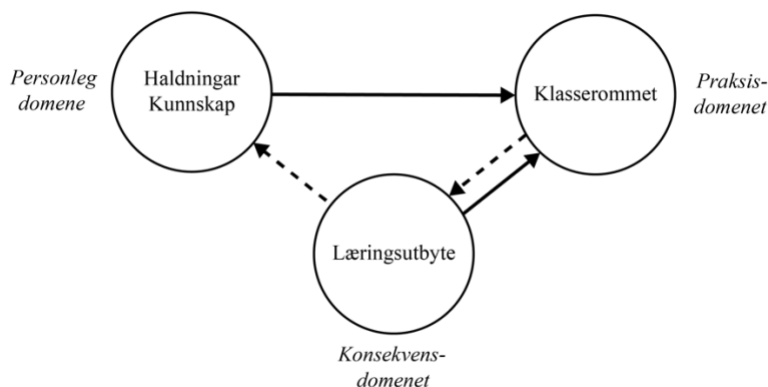 Personleg
domene
Haldningar
Kunnskap
Klasserommet
Praksis-
domenet
Læringsutbyte
Konsekvens-
domenet